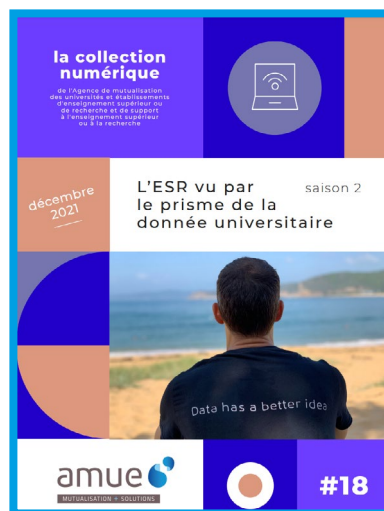 la collection
numérique
de l'Agence de mutualisation
des universités et établissements
d'enseignement supérieur ou
de recherche et de support
à l'enseignement supérieur
ou à la recherche
décembre
2021
L'ESR vu par
le prisme de la
donnée universitaire
saison 2
Data has a better idea
amue
MUTUALISATION + SOLUTIONS
#18